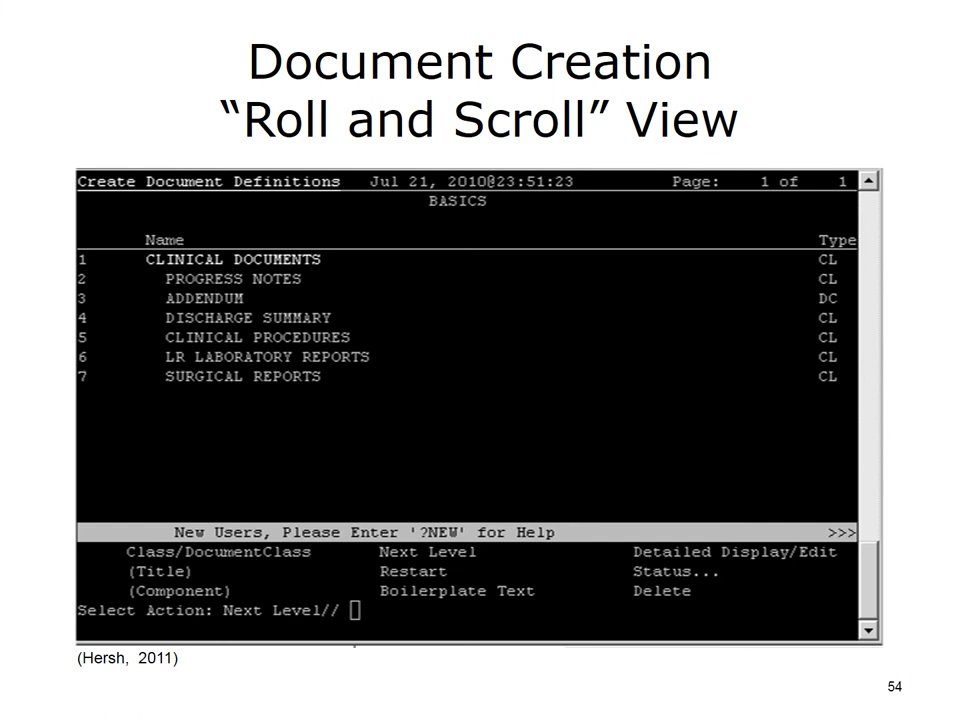 Document Creation
“Roll and Scroll” View
Create Document Definitions Jul 21, 2010@23:51:23 Page: 1 of 1
BASICS
Name Type
1 CLINICAL DOCUMENTS CL
2 PROGRESS NOTES CL
3 ADDENDUM DC
4 DISCHARGE SUMMARY CL
5 CLINICAL PROCEDURES CL
6 LR LABORATORY REPORTS CL
7 SURGICAL REPORTS CL
New Users, Please Enter '?NEW' for Help >>>
Class/DocumentClass Next Level Detailed Display/Edit
(Title) Restart Status...
(Component) Boilerplate Text Delete
Select Action: Next Level//
(Hersh, 2011)
54